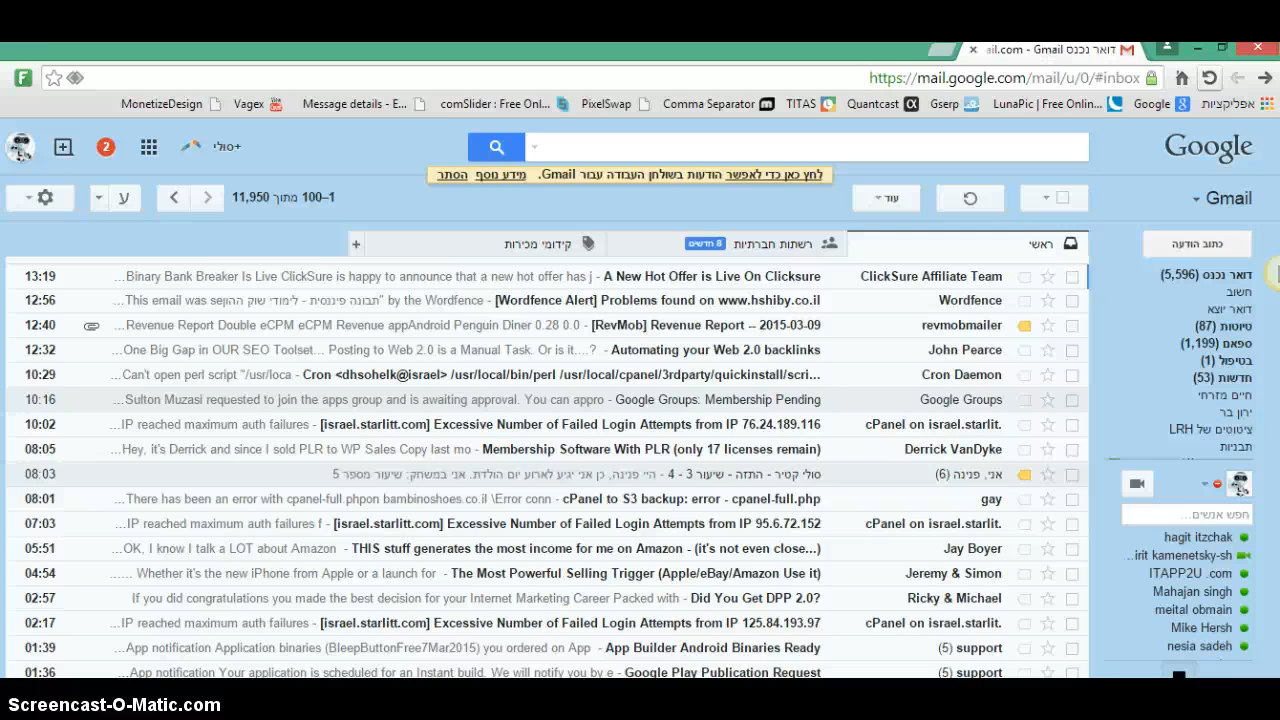 דואר נכנס Gmail - ail.com
https://mail.google.com/mail/u/0/#inbox
אפליקציות Google LunaPic | Free Onlin... Gserp Quantcast TITAS Comma Separator PixelSwap comSlider : Free Onl... Message details - E... Vagex MonetizeDesign
Google
+סולי
2
לחץ כאן כדי לאפשר הודעות בשולחן העבודה עבור Gmail. מידע נוסף הסתר
Gmail
עוד
1–100 מתוך 11,950
ע
כתוב הודעה
ראשי
רשתות חברתיות 8 חדשים
קידומי מכירות
+
דואר נכנס (5,596)
חשוב
דואר יוצא
טיוטות (87)
ספאם (1,199)
בטיפול (1)
חדשות (53)
חיים מזרחי
ירון בר
ציטוטים של LRH
תבניות
חפש אנשים...
hagit itzchak
irit kamenetsky-sh...
ITAPP2U .com
Mahajan singh
meital obmain
Mike Hersh
nesia sadeh
ClickSure Affiliate Team A New Hot Offer is Live On Clicksure - Binary Bank Breaker Is Live ClickSure is happy to announce that a new hot offer has j... 13:19
Wordfence [Wordfence Alert] Problems found on www.hshiby.co.il - This email was sent by the Wordfence "תבונה פיננסית - לימודי שוק ההון... 12:56
revmobmailer [RevMob] Revenue Report -- 2015-03-09 - Revenue Report Double eCPM eCPM Revenue appAndroid Penguin Diner 0.28 0.0... 12:40
John Pearce Automating your Web 2.0 backlinks - One Big Gap in OUR SEO Toolset... Posting to Web 2.0 is a Manual Task. Or is it....?... 12:32
Cron Daemon Cron <dhsohelk@israel> /usr/local/bin/perl /usr/local/cpanel/3rdparty/quickinstall/scri... - Can't open perl script "/usr/loca... 10:29
Google Groups Google Groups: Membership Pending - Sulton Muzasi requested to join the apps group and is awaiting approval. You can appro... 10:16
cPanel on israel.starlitt. [israel.starlitt.com] Excessive Number of Failed Login Attempts from IP 76.24.189.116 - IP reached maximum auth failures... 10:02
Derrick VanDyke Membership Software With PLR (only 17 licenses remain) - Hey, it's Derrick and since I sold PLR to WP Sales Copy last mo... 08:05
אני, פנינה (6) סולי קטיר - התזה - שיעור 3 - 4 - היי פנינה, כן אני יגיע לארוע יום הולדת. אני במשחק: שיעור מספר 5 08:03
gay cPanel to S3 backup: error - cpanel-full.php - There has been an error with cpanel-full.phpon bambinoshoes.co.il \Error conn... 08:01
cPanel on israel.starlitt. [israel.starlitt.com] Excessive Number of Failed Login Attempts from IP 95.6.72.152 - IP reached maximum auth failures f... 07:03
Jay Boyer THIS stuff generates the most income for me on Amazon - (it's not even close...) - OK, I know I talk a LOT about Amazon... 05:51
Jeremy & Simon The Most Powerful Selling Trigger (Apple/eBay/Amazon Use it) - Whether it's the new iPhone from Apple or a launch for ...... 04:54
Ricky & Michael Did You Get DPP 2.0? - If you did congratulations you made the best decision for your Internet Marketing Career Packed with... 02:57
cPanel on israel.starlitt. [israel.starlitt.com] Excessive Number of Failed Login Attempts from IP 125.84.193.97 - IP reached maximum auth failures... 02:17
support (5) App Builder Android Binaries Ready - App notification Application binaries (BleepButtonFree7Mar2015) you ordered on App... 01:39
support (5) Google Play Publication Request - App notification Your application is scheduled for an Instant build. We will notify you by e... 01:36
Screencast-O-Matic.com